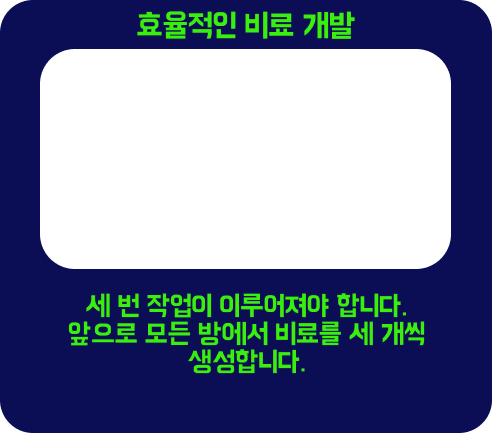 효율적인 비료 개발
세 번 작업이 이루어져야 합니다.
앞으로 모든 방에서 비료를 세 개씩
생성합니다.